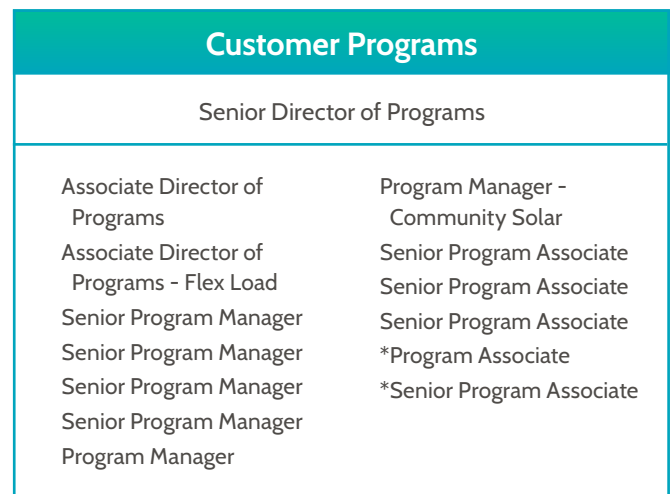 Customer Programs
Senior Director of Programs
Associate Director of
Programs
Associate Director of
Programs - Flex Load
Senior Program Manager
Senior Program Manager
Senior Program Manager
Senior Program Manager
Program Manager
Program Manager -
Community Solar
Senior Program Associate
Senior Program Associate
Senior Program Associate
*Program Associate
*Senior Program Associate